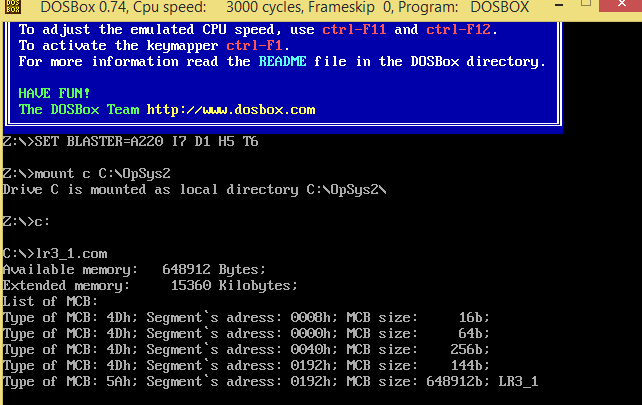 DOSBox 0.74, Cpu speed: 3000 cycles, Frameskip 0, Program: DOSBOX
To adjust the emulated CPU speed, use ctrl-F11 and ctrl-F12.
To activate the keymapper ctrl-F1.
For more information read the README file in the DOSBox directory.
HAVE FUN!
The DOSBox Team http://www.dosbox.com
Z:\>SET BLASTER=A220 I7 D1 H5 T6
Z:\>mount c C:\OpSys2
Drive C is mounted as local directory C:\OpSys2\
Z:\>c:
C:\>lr3_1.com
Available memory: 648912 Bytes;
Extended memory: 15360 Kilobytes;
List of MCB:
Type of MCB: 4Dh; Segment`s adress: 0008h; MCB size: 16b;
Type of MCB: 4Dh; Segment`s adress: 0000h; MCB size: 64b;
Type of MCB: 4Dh; Segment`s adress: 0040h; MCB size: 256b;
Type of MCB: 4Dh; Segment`s adress: 0192h; MCB size: 144b;
Type of MCB: 5Ah; Segment`s adress: 0192h; MCB size: 648912b; LR3_1